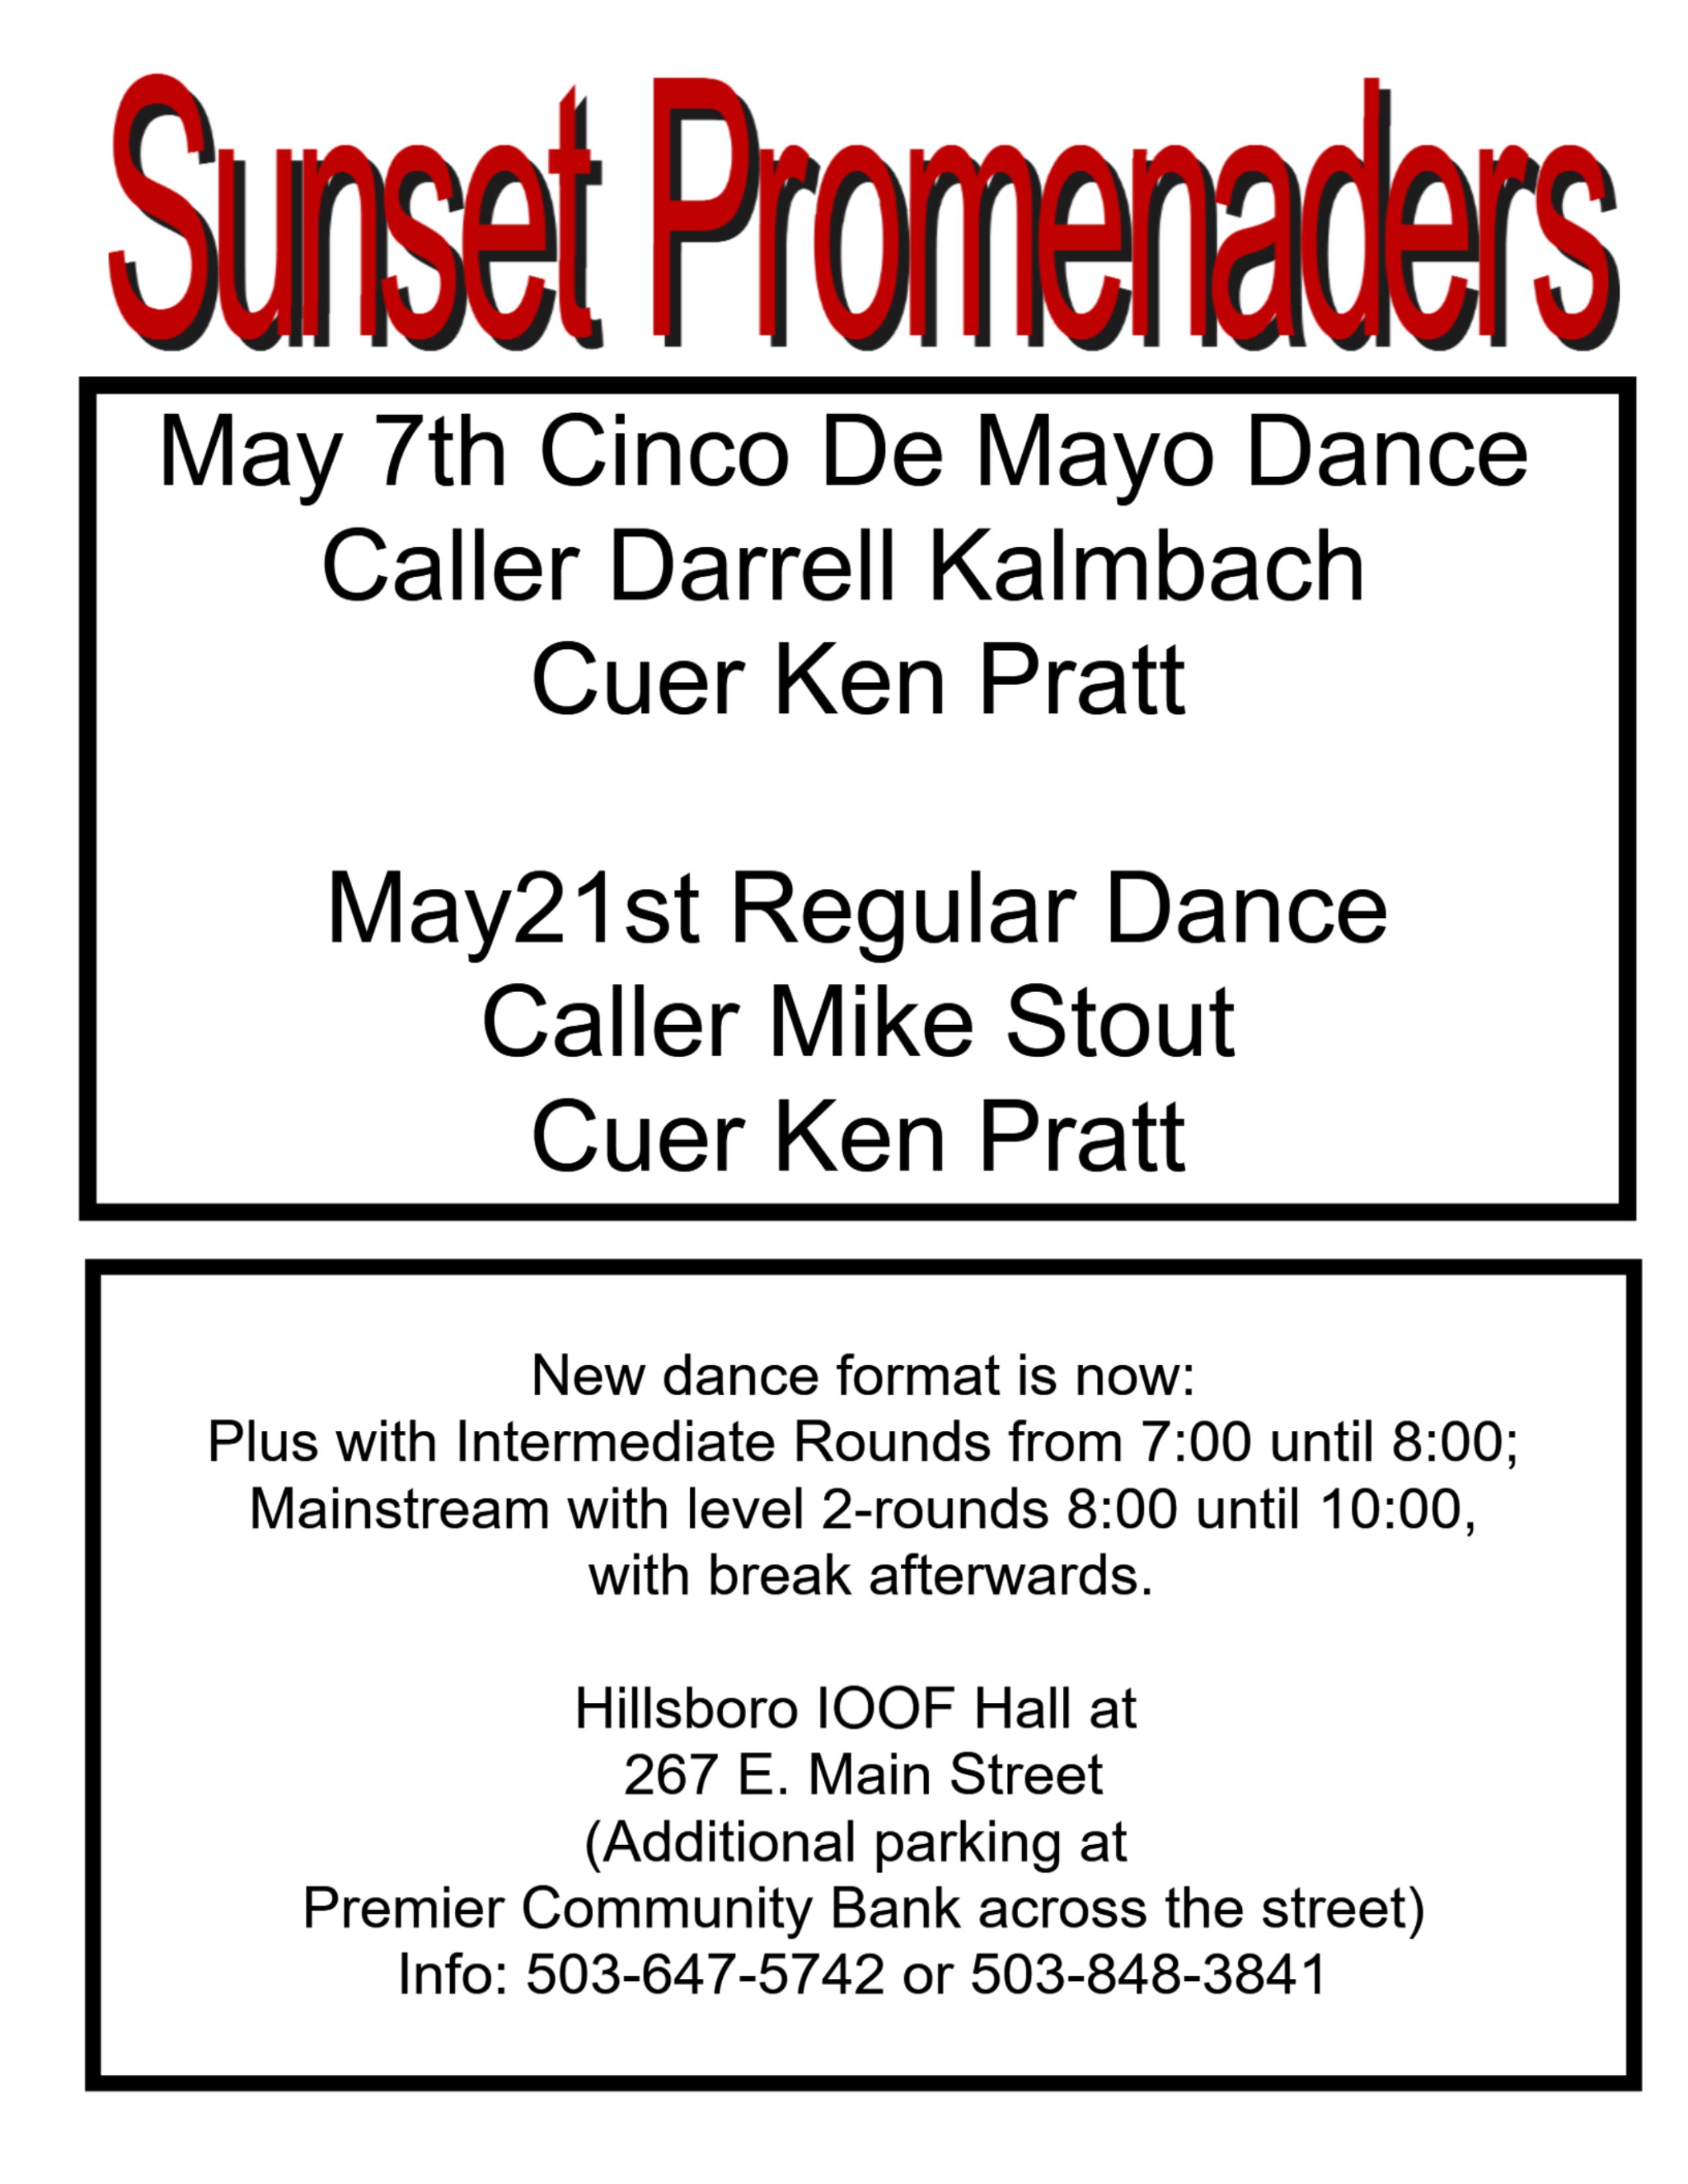 Sunset Promenaders
May 7th Cinco De Mayo Dance
Caller Darrell Kalmbach
Cuer Ken Pratt
May21st Regular Dance
Caller Mike Stout
Cuer Ken Pratt
New dance format is now:
Plus with Intermediate Rounds from 7:00 until 8:00;
Mainstream with level 2-rounds 8:00 until 10:00,
with break afterwards.
Hillsboro IOOF Hall at
267 E. Main Street
(Additional parking at
Premier Community Bank across the street)
Info: 503-647-5742 or 503-848-3841